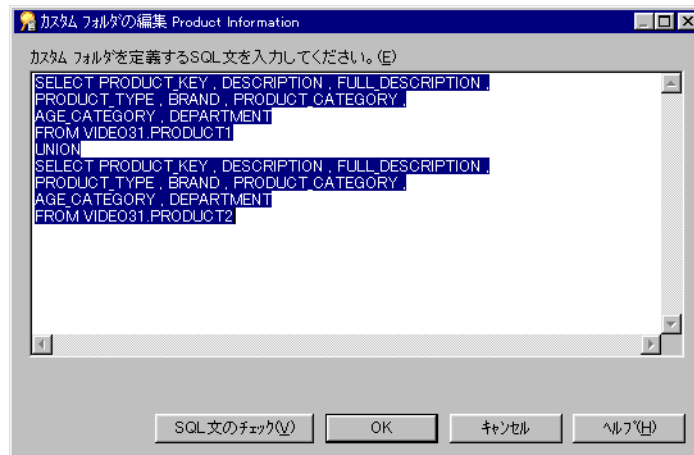 カスタム フォルダの編集 Product Information
カスタム フォルダを定義するSQL文を入力してください。(E)
SELECT PRODUCT_KEY , DESCRIPTION , FULL_DESCRIPTION ,
PRODUCT_TYPE , BRAND , PRODUCT_CATEGORY ,
AGE_CATEGORY , DEPARTMENT
FROM VIDEO31.PRODUCT1
UNION
SELECT PRODUCT_KEY , DESCRIPTION , FULL_DESCRIPTION ,
PRODUCT_TYPE , BRAND , PRODUCT_CATEGORY ,
AGE_CATEGORY , DEPARTMENT
FROM VIDEO31.PRODUCT2
SQL文のチェック(V) OK キャンセル ヘルプ(H)